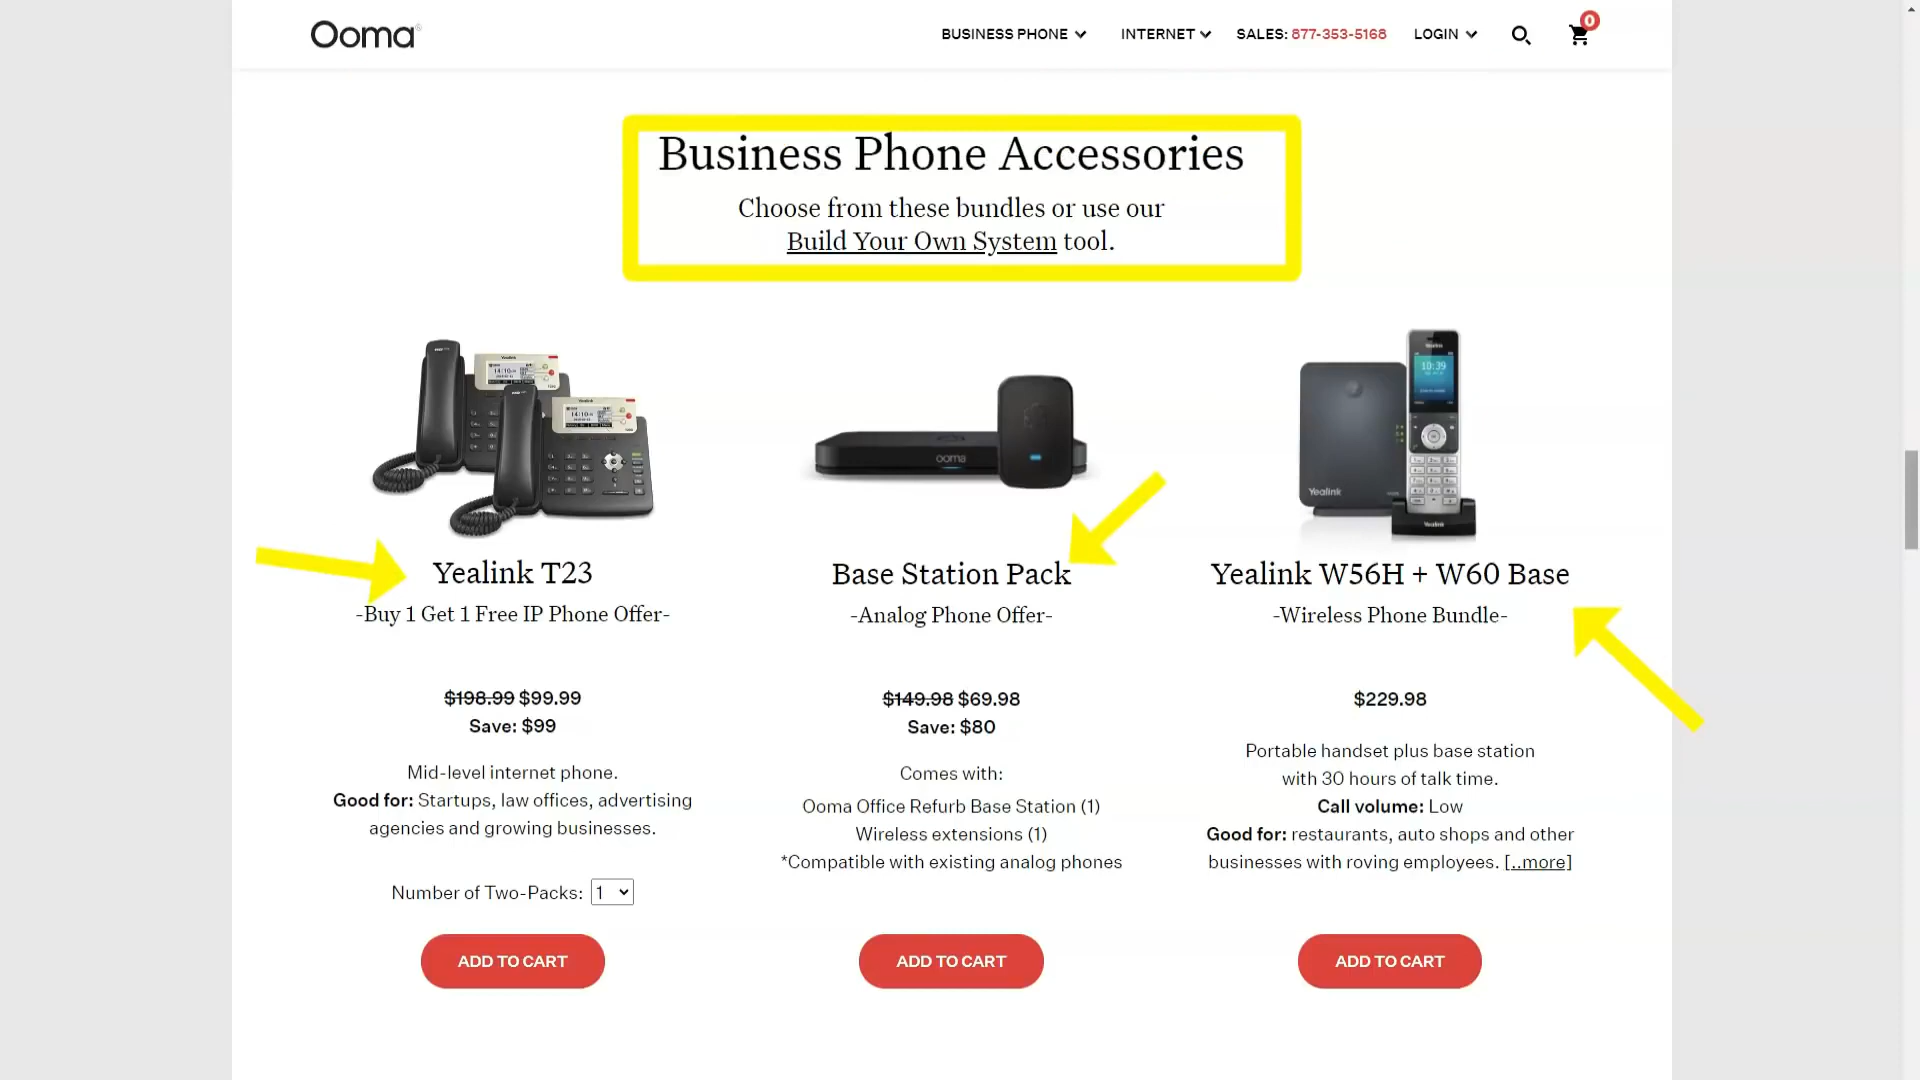 Ooma
BUSINESS PHONE
INTERNET
SALES: 877-353-5168
LOGIN
0
Business Phone Accessories
Choose from these bundles or use our
Build Your Own System tool.
ooma
10:39
Yealink
Yealink T23
-Buy 1 Get 1 Free IP Phone Offer-
$198.99 $99.99
Save: $99
Mid-level internet phone.
Good for: Startups, law offices, advertising
agencies and growing businesses.
Number of Two-Packs: 1
ADD TO CART
Base Station Pack
-Analog Phone Offer-
$149.98 $69.98
Save: $80
Comes with:
Ooma Office Refurb Base Station (1)
Wireless extensions (1)
*Compatible with existing analog phones
ADD TO CART
Yealink W56H + W60 Base
-Wireless Phone Bundle-
$229.98
Portable handset plus base station
with 30 hours of talk time.
Call volume: Low
Good for: restaurants, auto shops and other
businesses with roving employees. [..more]
ADD TO CART